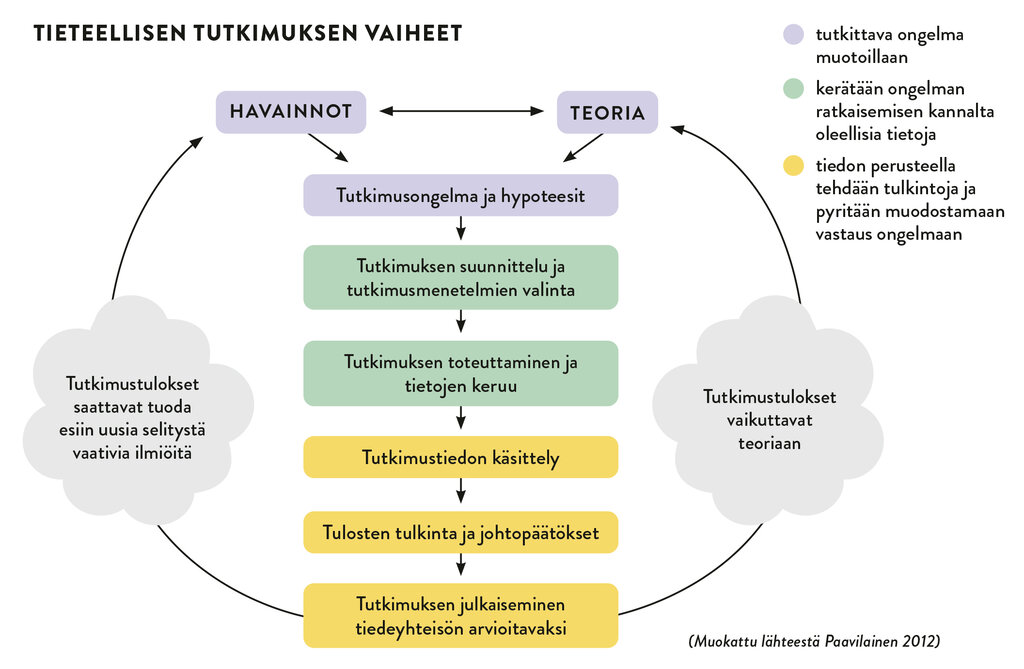 TIETEELLISEN TUTKIMUKSEN VAIHEET
tutkittava ongelma
muotoillaan
kerätään ongelman
ratkaisemisen kannalta
oleellisia tietoja
tiedon perusteella
tehdään tulkintoja ja
pyritään muodostamaan
vastaus ongelmaan
HAVAINNOT
TEORIA
Tutkimusongelma ja hypoteesit
Tutkimuksen suunnittelu ja
tutkimusmenetelmien valinta
Tutkimuksen toteuttaminen ja
tietojen keruu
Tutkimustiedon käsittely
Tulosten tulkinta ja johtopäätökset
Tutkimuksen julkaiseminen
tiedeyhteisön arvioitavaksi
Tutkimustulokset
saattavat tuoda
esiin uusia selitystä
vaativia ilmiöitä
Tutkimustulokset
vaikuttavat
teoriaan
(Muokattu lähteestä Paavilainen 2012)